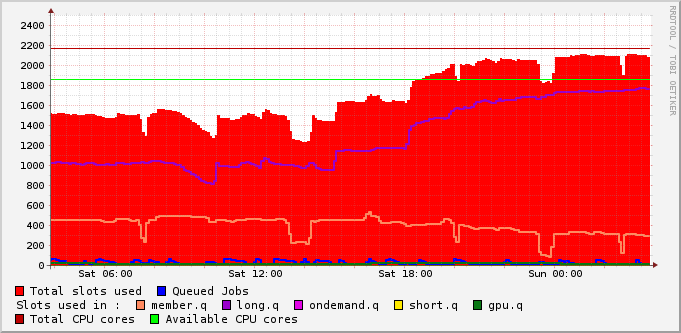 RRDTOOL / TOBI OETIKER
2400
2200
2000
1800
1600
1400
1200
1000
800
600
400
200
0
Sat 06:00 Sat 12:00 Sat 18:00 Sun 00:00
Total slots used Queued Jobs
Slots used in : member.q long.q ondemand.q short.q gpu.q
Total CPU cores Available CPU cores